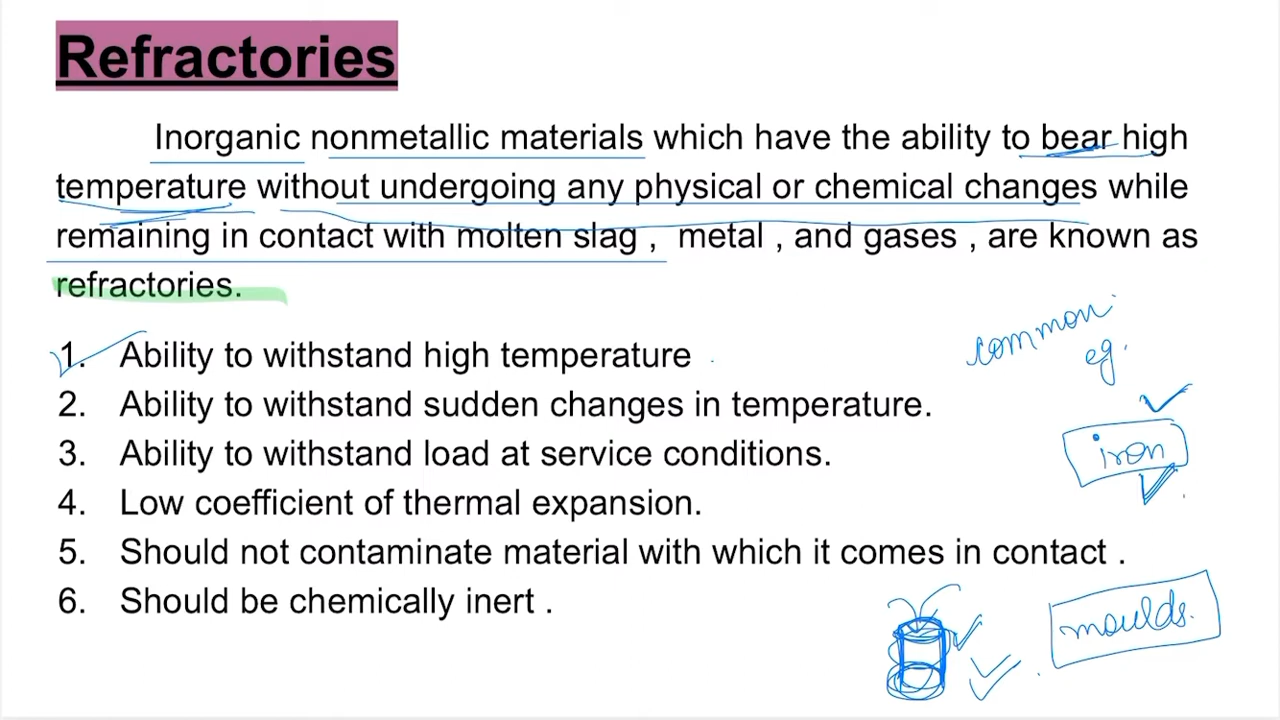 Refractories
Inorganic nonmetallic materials which have the ability to bear high
temperature without undergoing any physical or chemical changes while
remaining in contact with molten slag , metal , and gases , are known as
refractories.
1. Ability to withstand high temperature
2. Ability to withstand sudden changes in temperature.
3. Ability to withstand load at service conditions.
4. Low coefficient of thermal expansion.
5. Should not contaminate material with which it comes in contact .
6. Should be chemically inert .
common
eg.
iron
moulds.